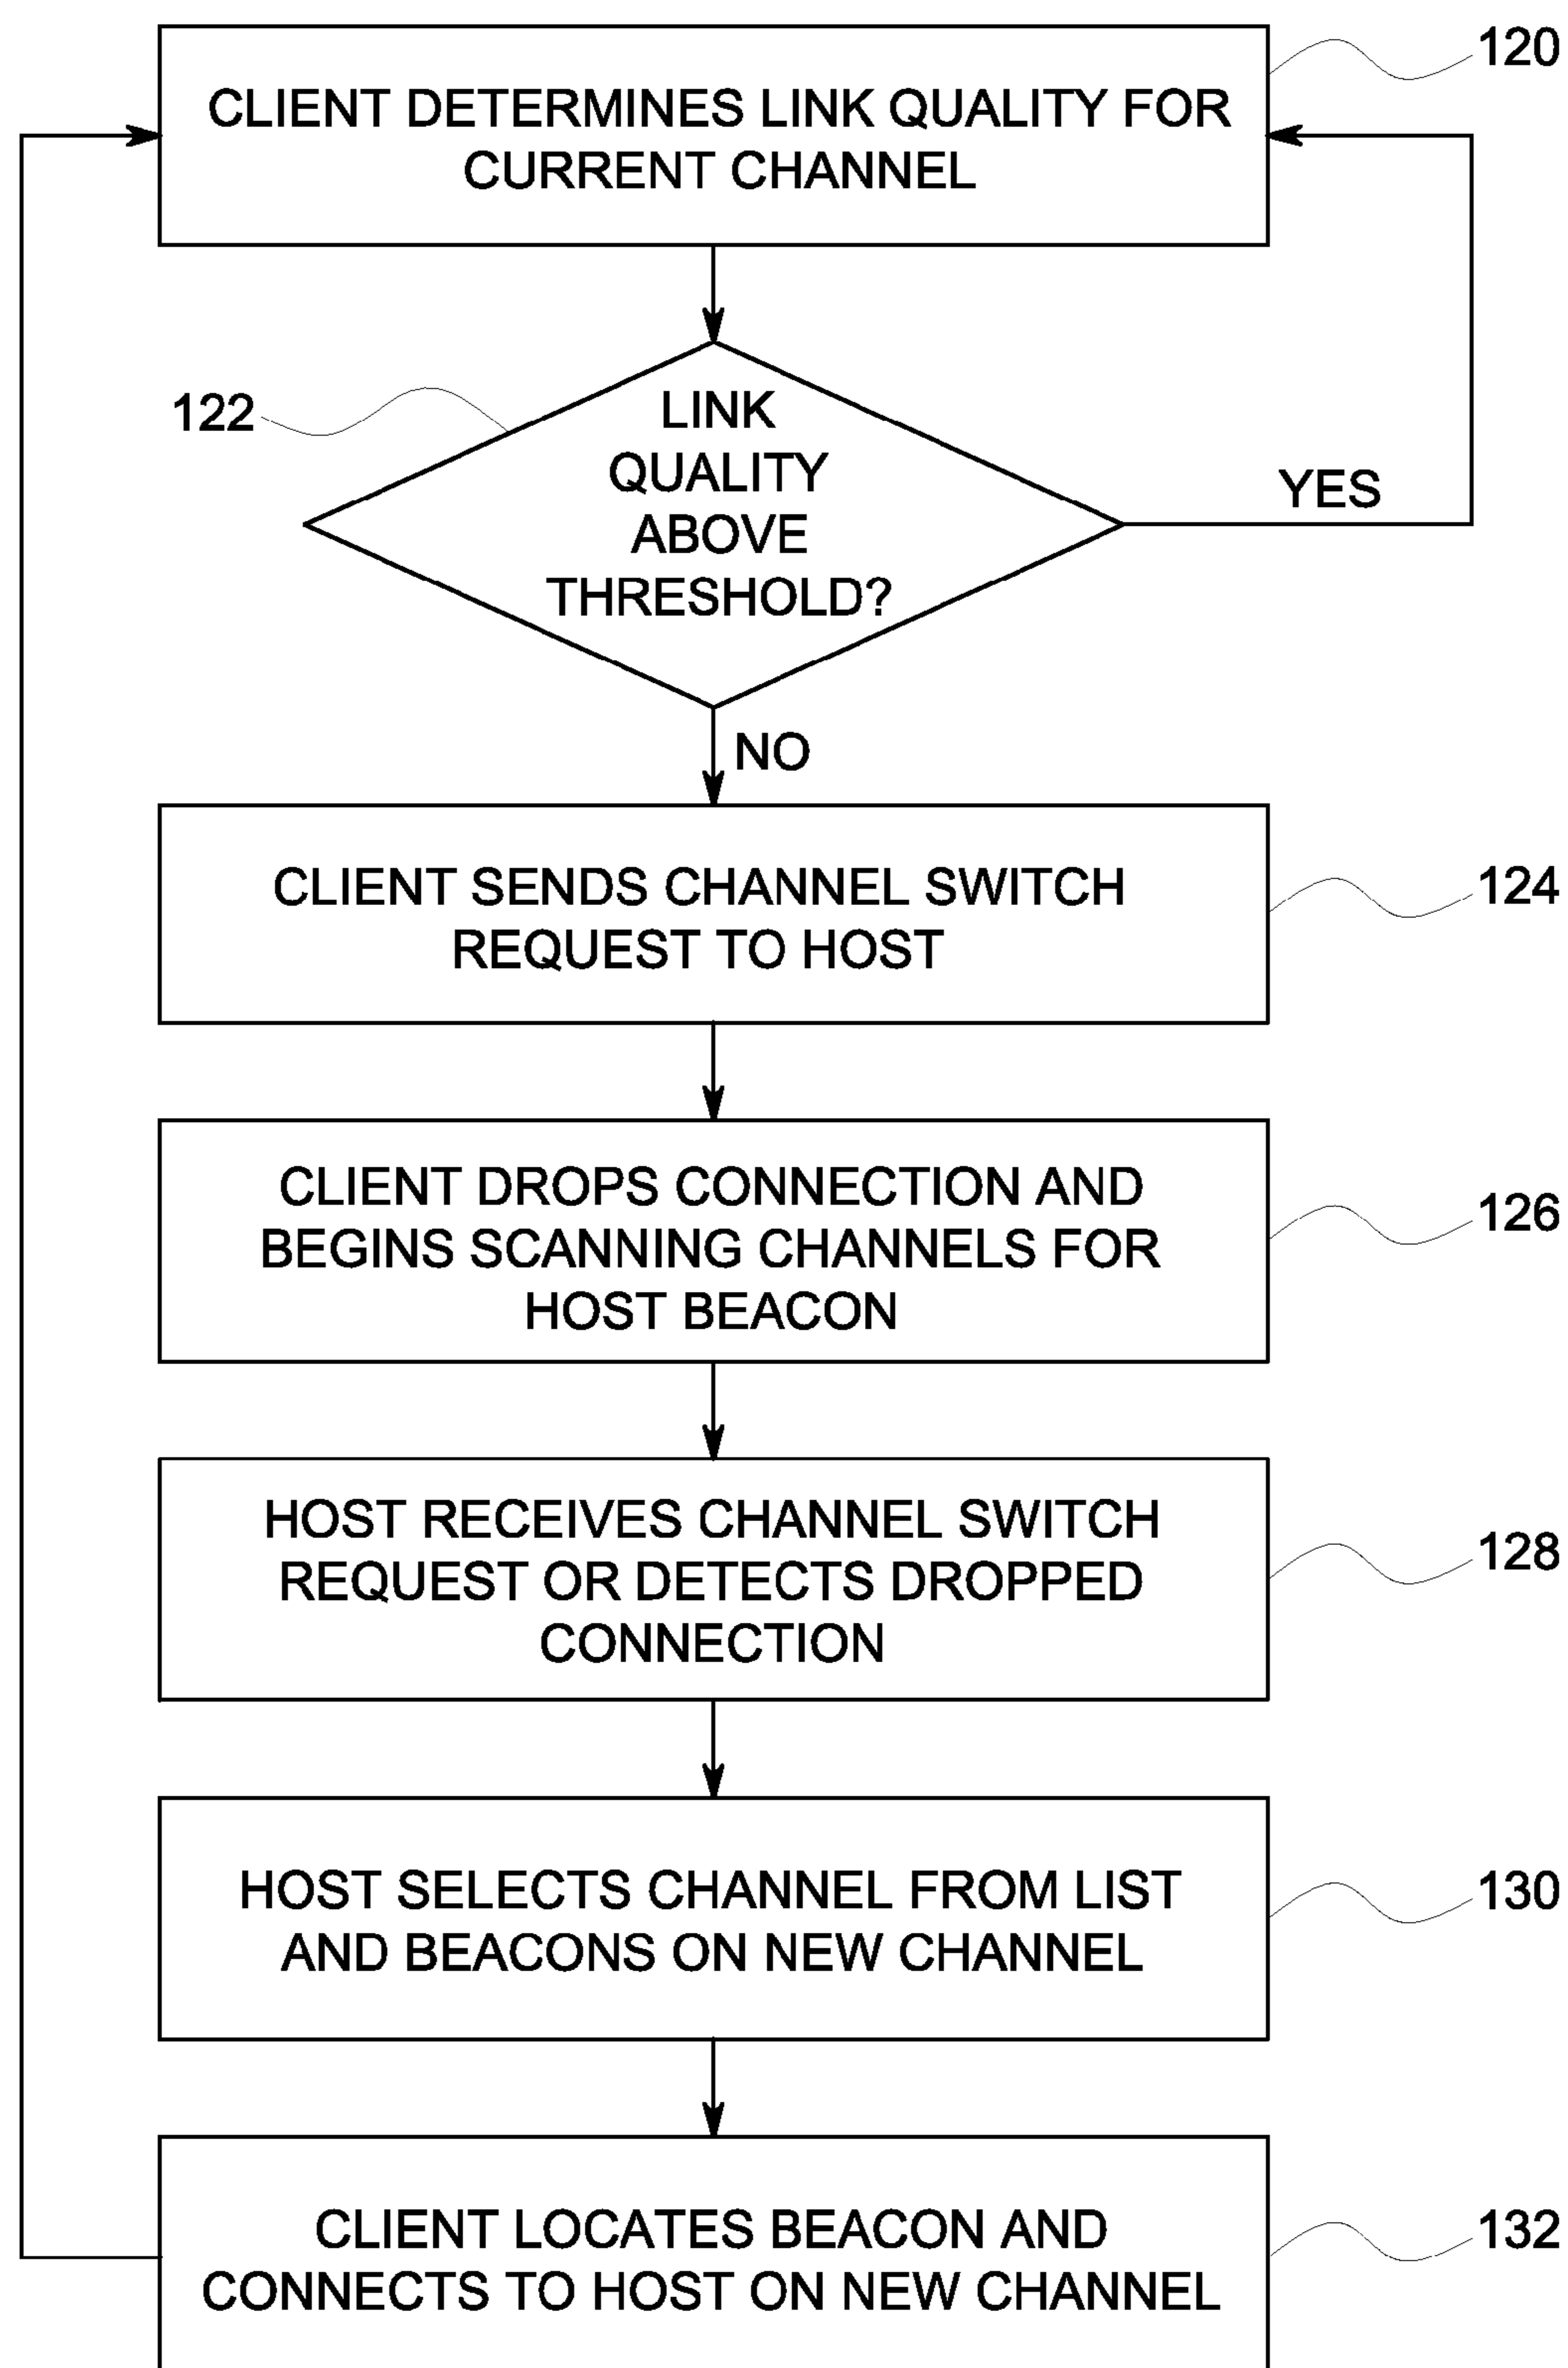 120
CLIENT DETERMINES LINK QUALITY FOR
CURRENT CHANNEL
122
LINK
QUALITY
ABOVE
THRESHOLD?
YES
NO
CLIENT SENDS CHANNEL SWITCH
REQUEST TO HOST
124
CLIENT DROPS CONNECTION AND
BEGINS SCANNING CHANNELS FOR
HOST BEACON
126
HOST RECEIVES CHANNEL SWITCH
REQUEST OR DETECTS DROPPED
CONNECTION
128
HOST SELECTS CHANNEL FROM LIST
AND BEACONS ON NEW CHANNEL
130
CLIENT LOCATES BEACON AND
CONNECTS TO HOST ON NEW CHANNEL
132